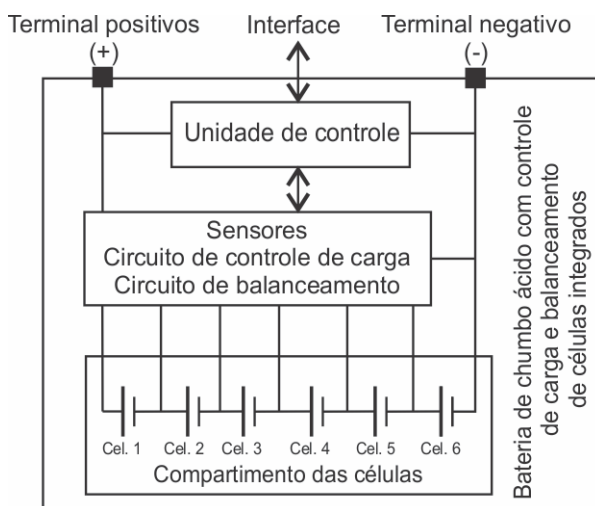 Terminal positivos
(+)
Interface
Terminal negativo
(-)
Unidade de controle
Sensores
Circuito de controle de carga
Circuito de balanceamento
Cel. 1
Cel. 2
Cel. 3
Cel. 4
Cel. 5
Cel. 6
Compartimento das células
Bateria de chumbo ácido com controle
de carga e balanceamento
de células integrados